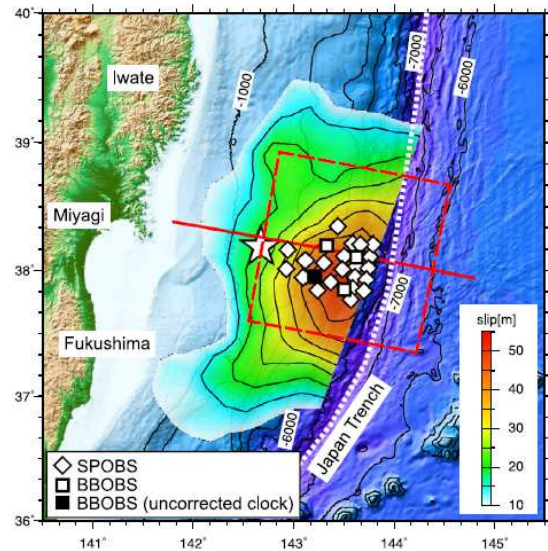 40°
39°
38°
37°
36°
Iwate
Miyagi
Fukushima
-1000
-7000
-6000
-7000
-6000
Japan Trench
slip[m]
50
40
30
20
10
SPOBS
BBOBS
BBOBS (uncorrected clock)
141° 142° 143° 144° 145°